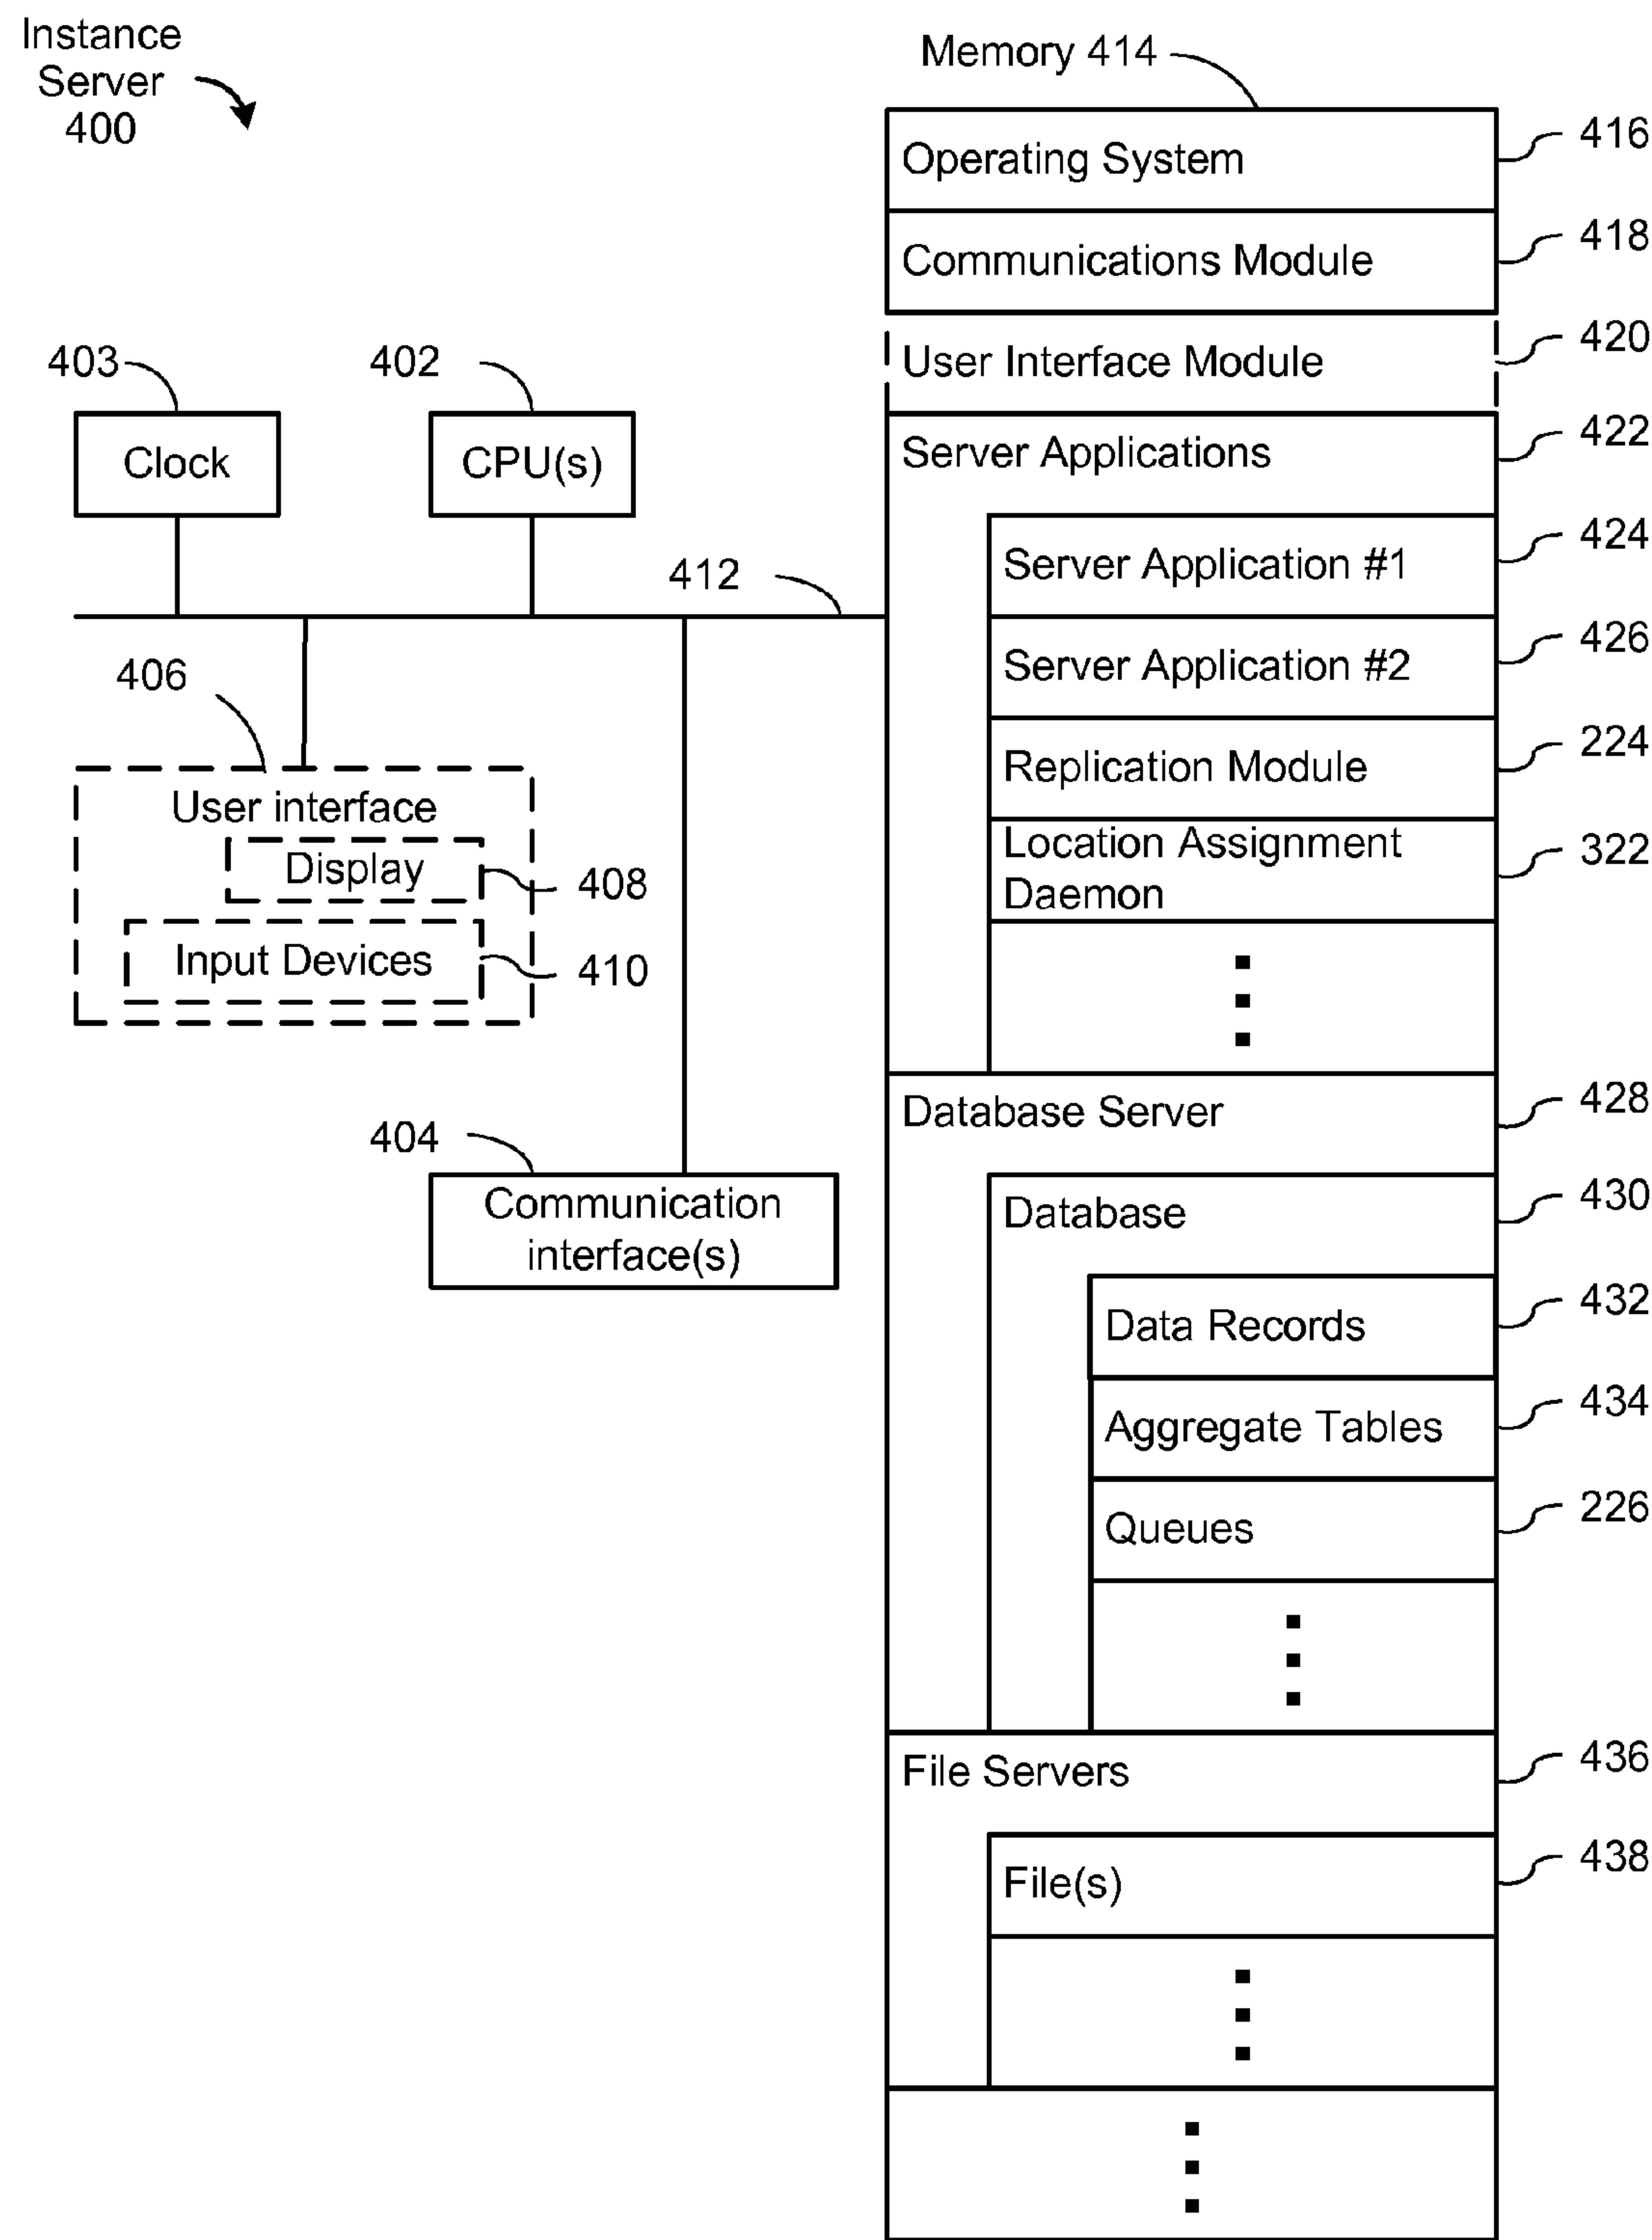 Instance
Server
400
Memory 414
Operating System
416
Communications Module
418
User Interface Module
420
403
402
Clock
CPU(s)
Server Applications
422
Server Application #1
424
412
Server Application #2
426
406
Replication Module
224
User interface
Display
408
Location Assignment
Daemon
322
Input Devices
410
Database Server
428
404
Communication
interface(s)
Database
430
Data Records
432
Aggregate Tables
434
Queues
226
File Servers
436
File(s)
438